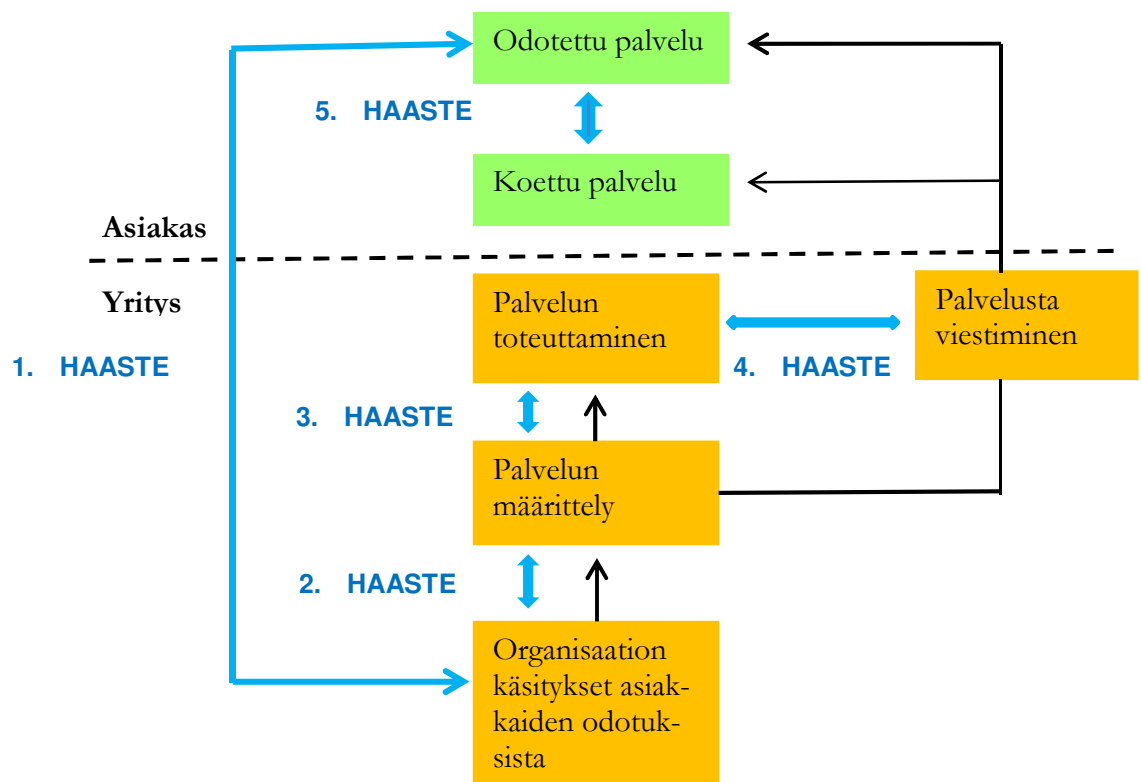 Odotettu palvelu
5. HAASTE
Koettu palvelu
Asiakas
Yritys
Palvelun
toteuttaminen
Palvelusta
viestiminen
1. HAASTE
4. HAASTE
3. HAASTE
Palvelun
määrittely
2. HAASTE
Organisaation
käsitykset asiak-
kaiden odotuk-
sista